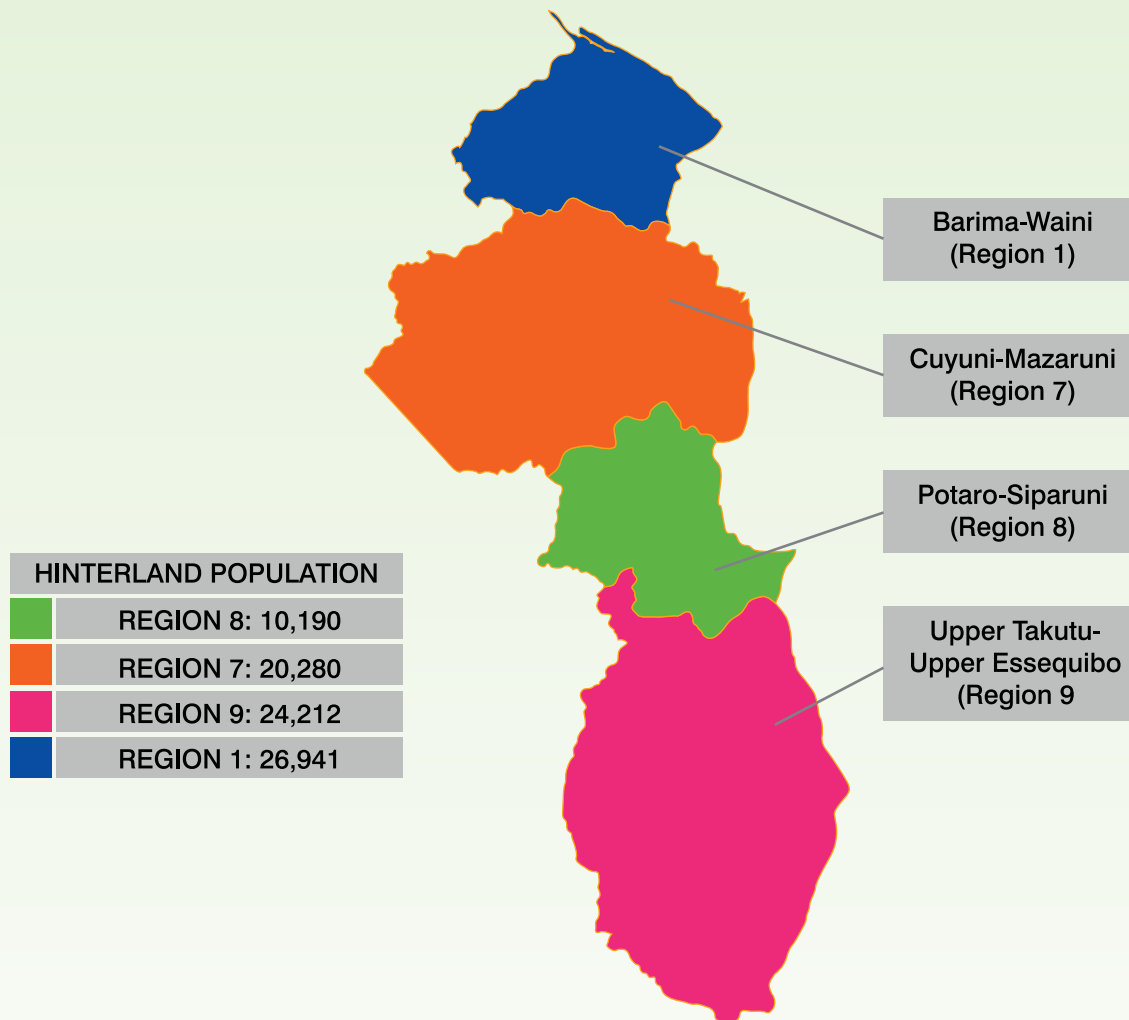 Barima-Waini
(Region 1)
Cuyuni-Mazaruni
(Region 7)
Potaro-Siparuni
(Region 8)
Upper Takutu-
Upper Essequibo
(Region 9
HINTERLAND POPULATION
REGION 8: 10,190
REGION 7: 20,280
REGION 9: 24,212
REGION 1: 26,941